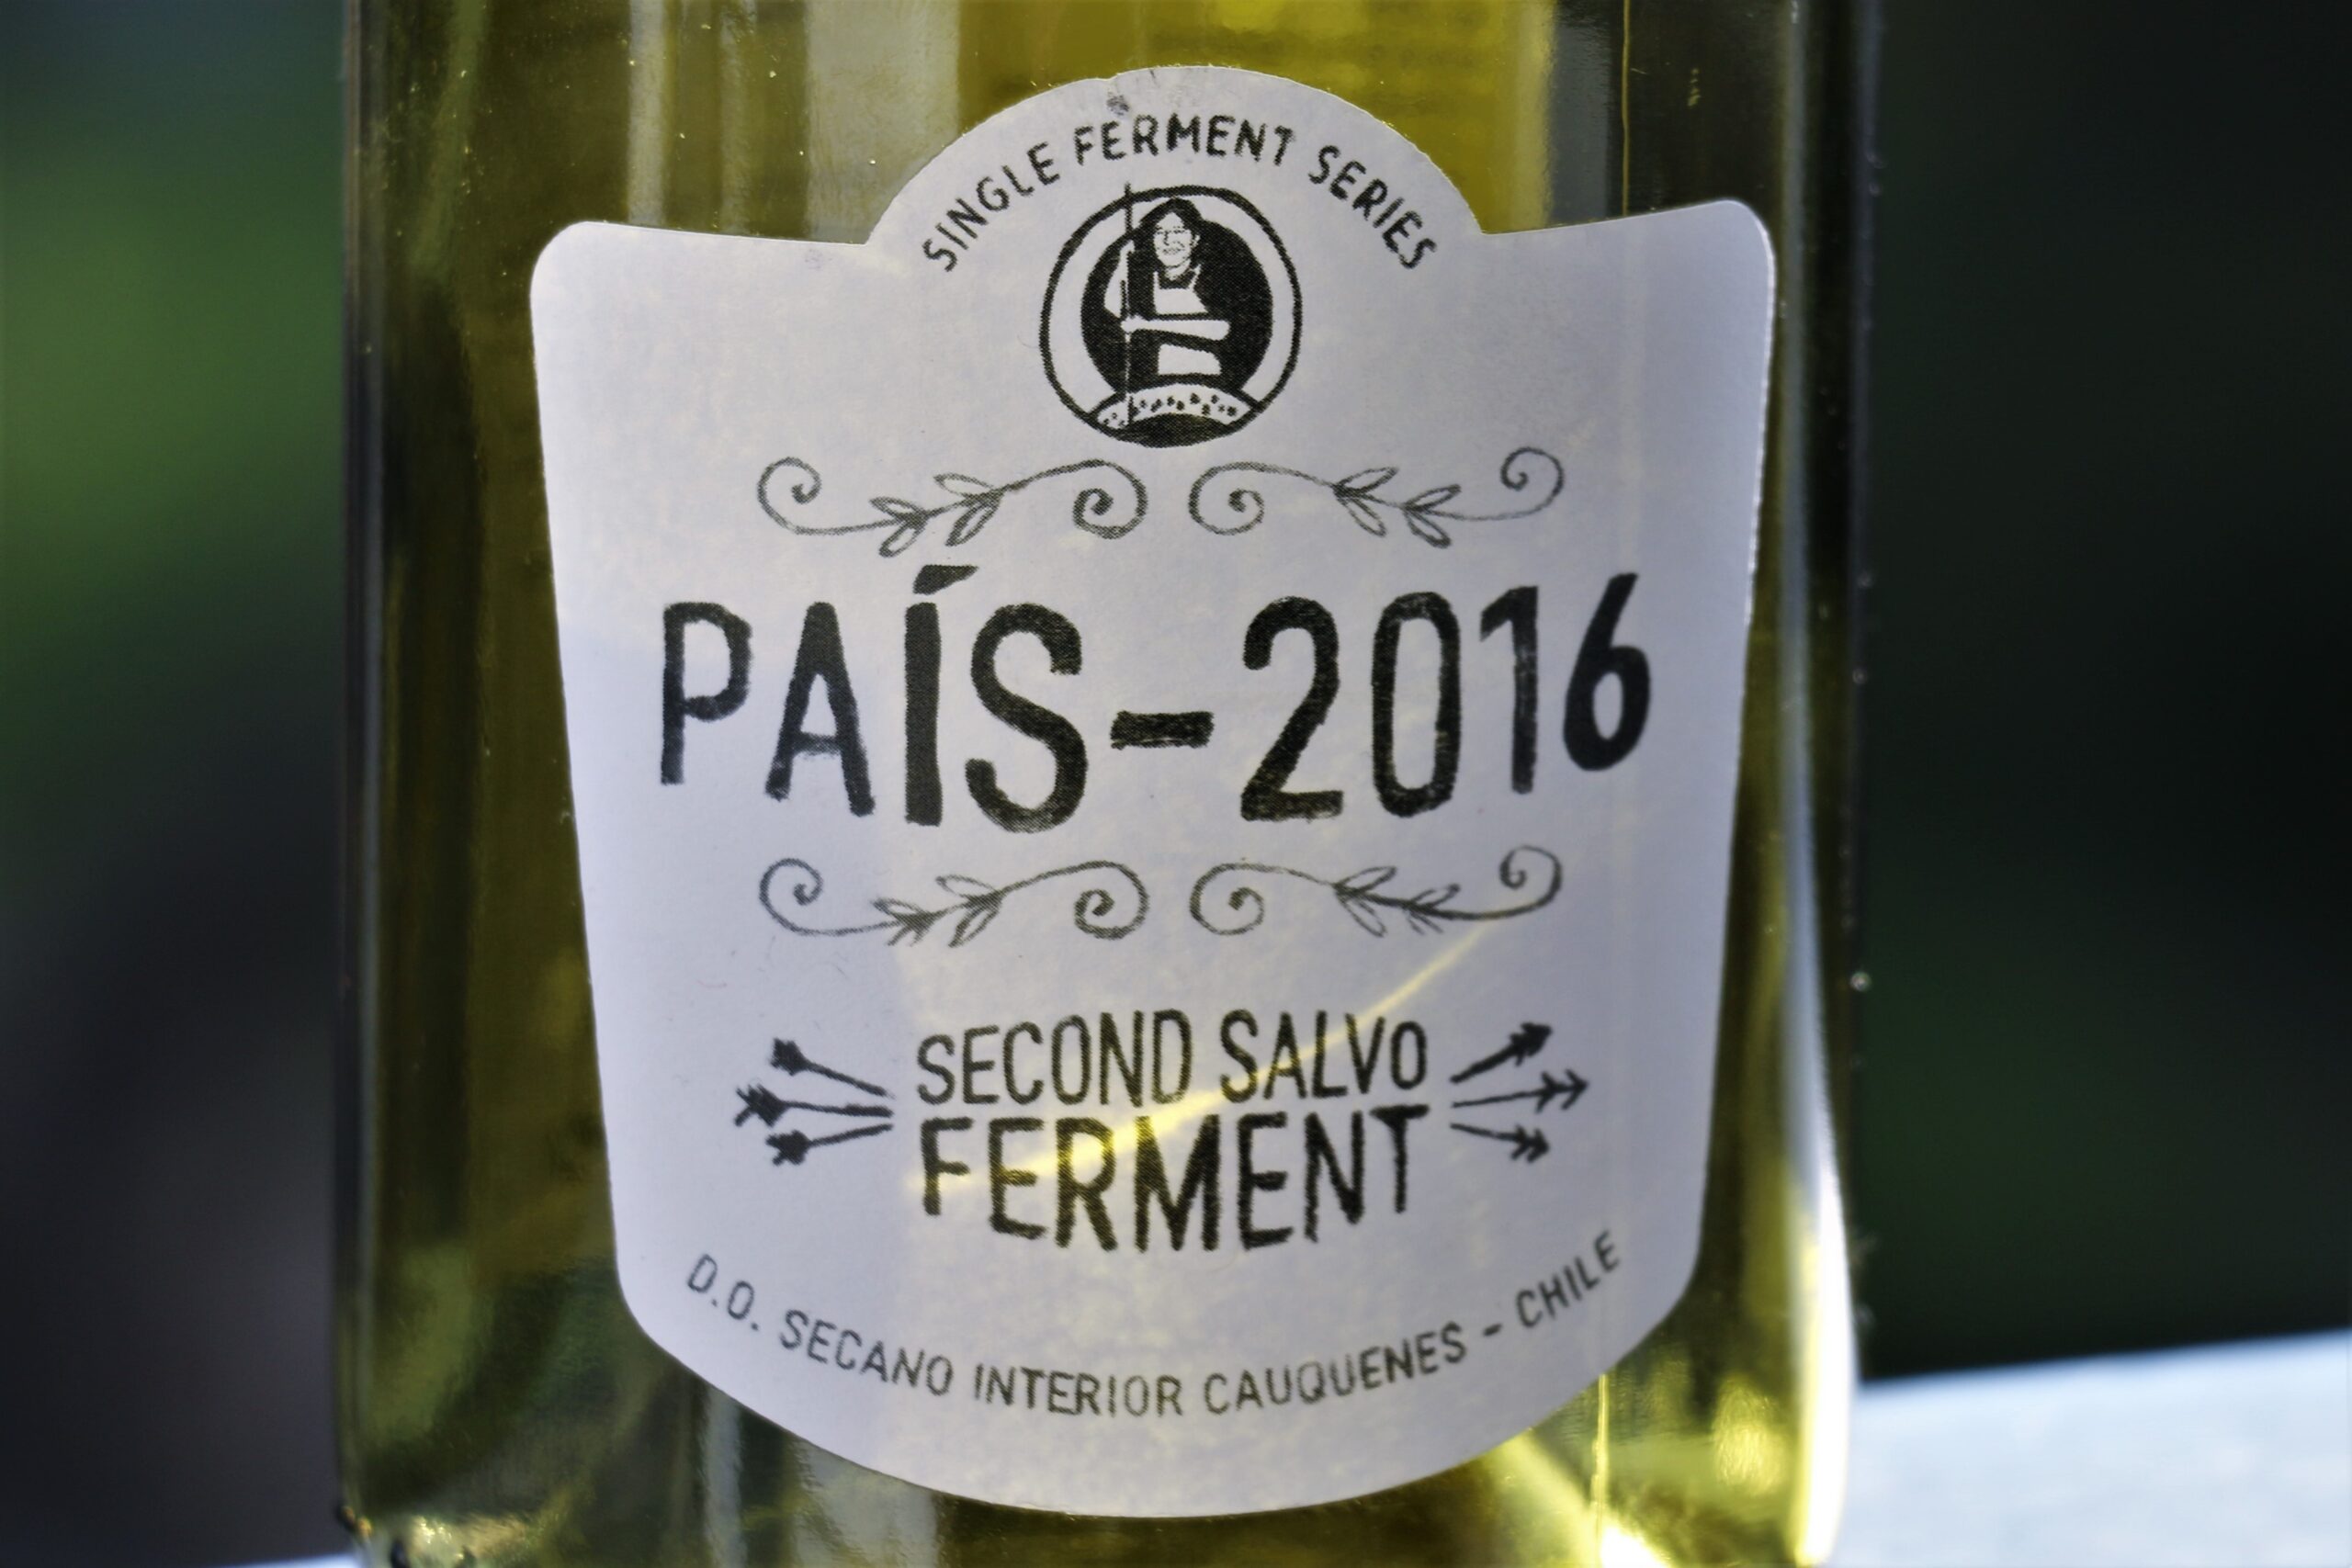 SINGLE FERMENT SERIES
PAÍS-2016
SECOND SALVO
FERMENT
D.O. SECANO INTERIOR CAUQUENES - CHILE